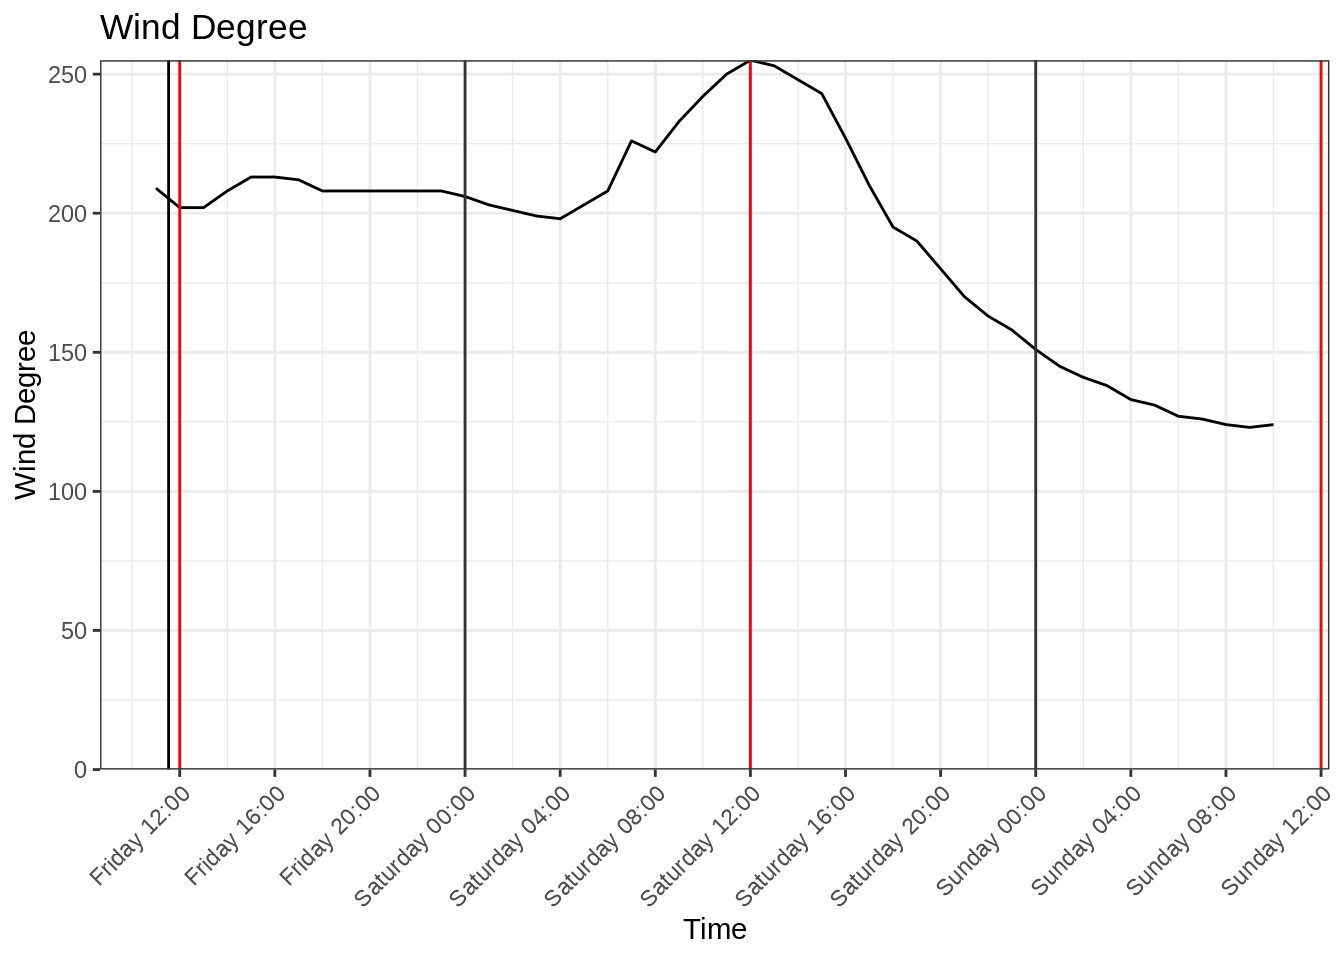 Wind Degree
Wind Degree
250
200
150
100
50
0
Friday 12:00
Friday 16:00
Friday 20:00
Saturday 00:00
Saturday 04:00
Saturday 08:00
Saturday 12:00
Saturday 16:00
Saturday 20:00
Sunday 00:00
Sunday 04:00
Sunday 08:00
Sunday 12:00
Time